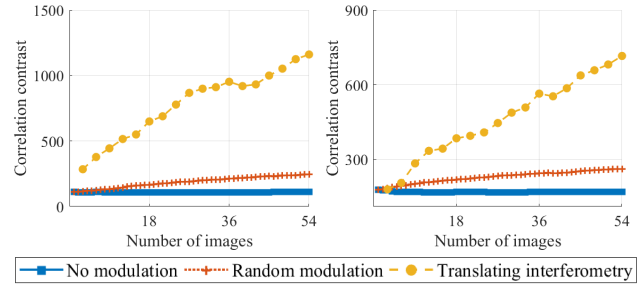 Correlation contrast
1500
1000
500
0
18
36
54
Number of images
Correlation contrast
900
600
300
18
36
54
Number of images
No modulation
Random modulation
Translating interferometry